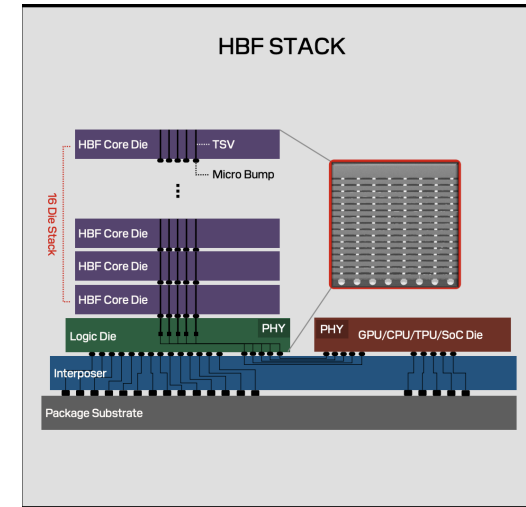 HBF STACK
HBF Core Die
TSV
Micro Bump
16 Die Stack
HBF Core Die
HBF Core Die
HBF Core Die
Logic Die
PHY
PHY
GPU/CPU/TPU/SoC Die
Interposer
Package Substrate